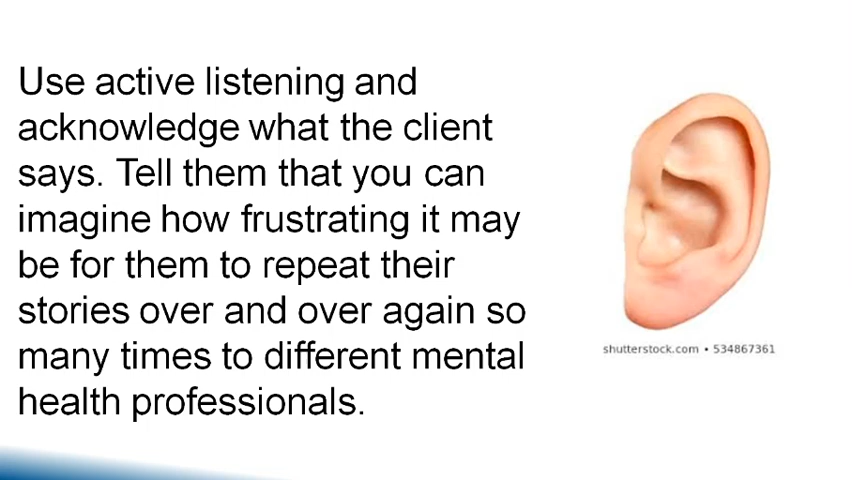 Use active listening and
acknowledge what the client
says. Tell them that you can
imagine how frustrating it may
be for them to repeat their
stories over and over again so
many times to different mental
health professionals.
shutterstock.com • 534867361